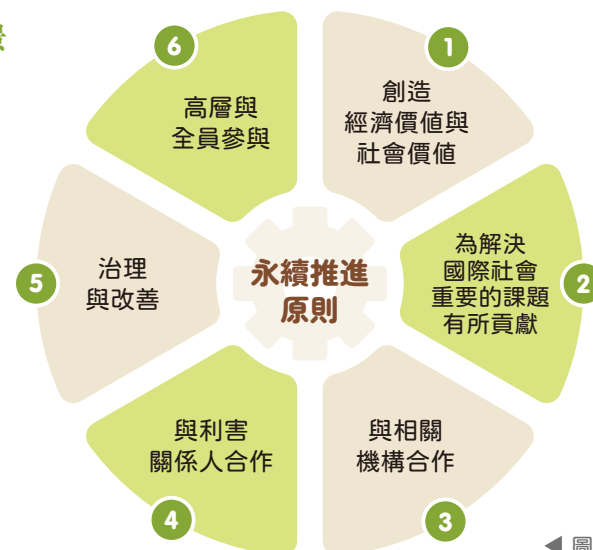 永續推進
原則
1
創造
經濟價值與
社會價值
2
為解決
國際社會
重要的課題
有所貢獻
3
與相關
機構合作
4
與利害
關係人合作
5
治理
與改善
6
高層與
全員參與
◀ 圖